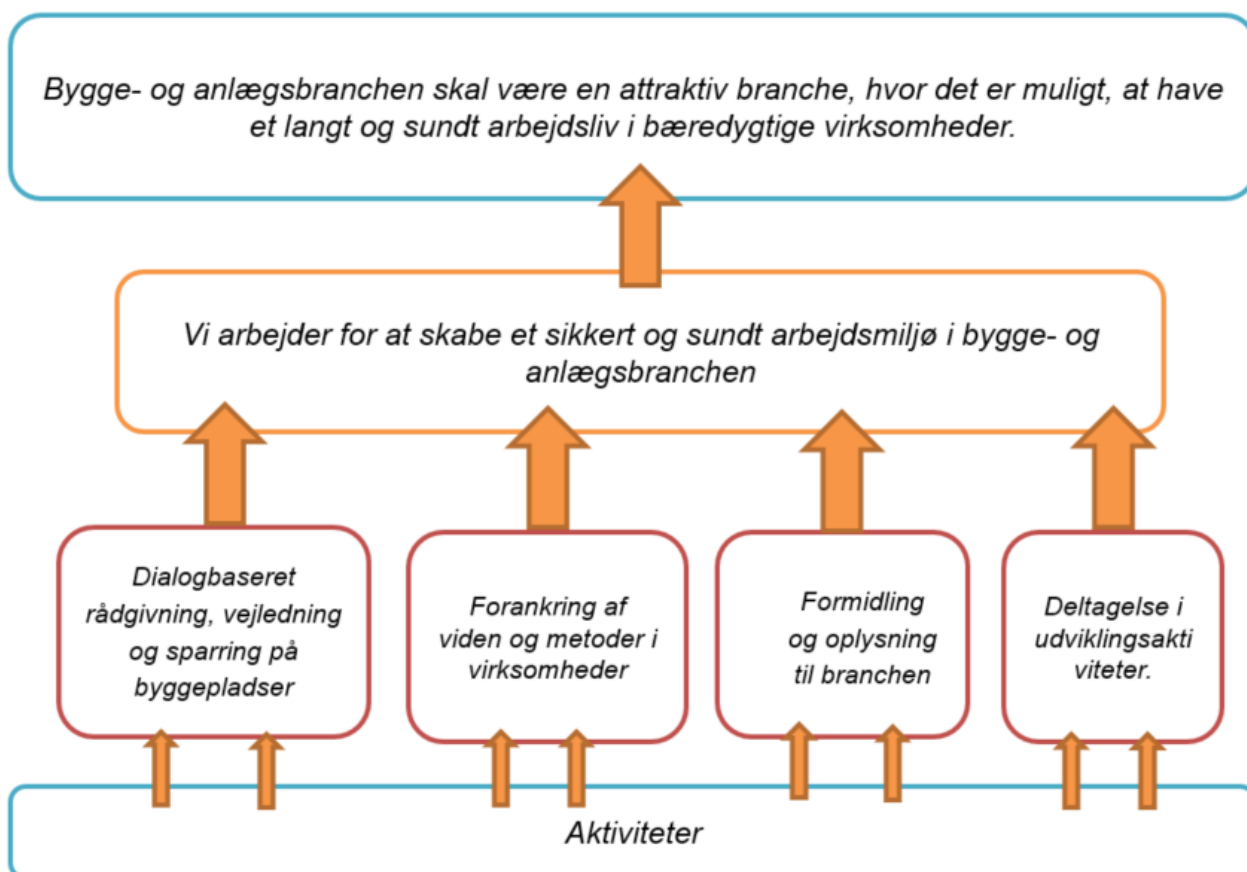 Bygge- og anlægsbranchen skal være en attraktiv branche, hvor det er muligt, at have
et langt og sundt arbejdsliv i bæredygtige virksomheder.
Vi arbejder for at skabe et sikkert og sundt arbejdsmiljø i bygge- og
anlægsbranchen
Dialogbaseret
rådgivning, vejledning
og sparring på
byggepladser
Forankring af
viden og metoder i
virksomheder
Formidling
og oplysning
til branchen
Deltagelse i
udviklingsakti
viteter.
Aktiviteter